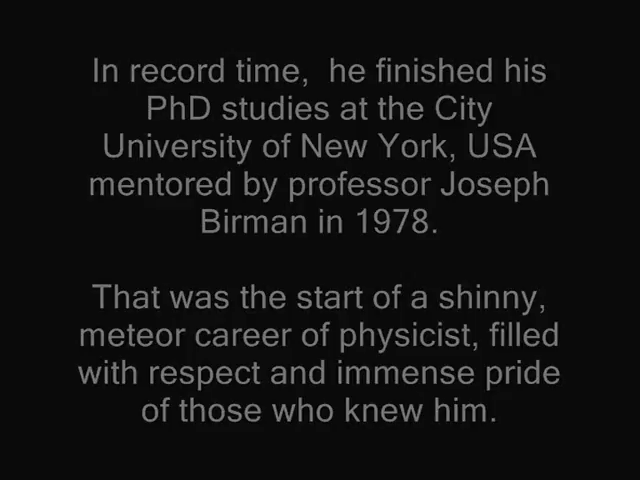 In record time,  he finished his
PhD studies at the City
University of New York, USA
mentored by professor Joseph
Birman in 1978.
That was the start of a shinny,
meteor career of physicist, filled
with respect and immense pride
of those who knew him.